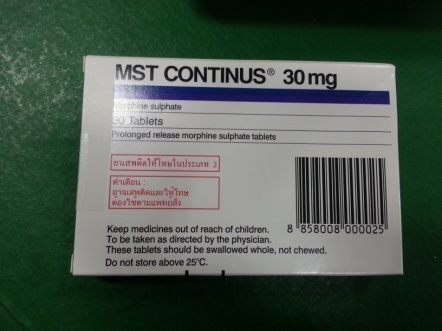 MST CONTINUS® 30 mg
Morphine sulphate
30 Tablets
Prolonged release morphine sulphate tablets
ยาเสพติดให้โทษในประเภท 2
คำเตือน :
อาจเสพติดและให้โทษ
ต้องใช้ตามแพทย์สั่ง
8 858008 000025
Keep medicines out of reach of children.
To be taken as directed by the physician.
These tablets should be swallowed whole, not chewed.
Do not store above 25°C.